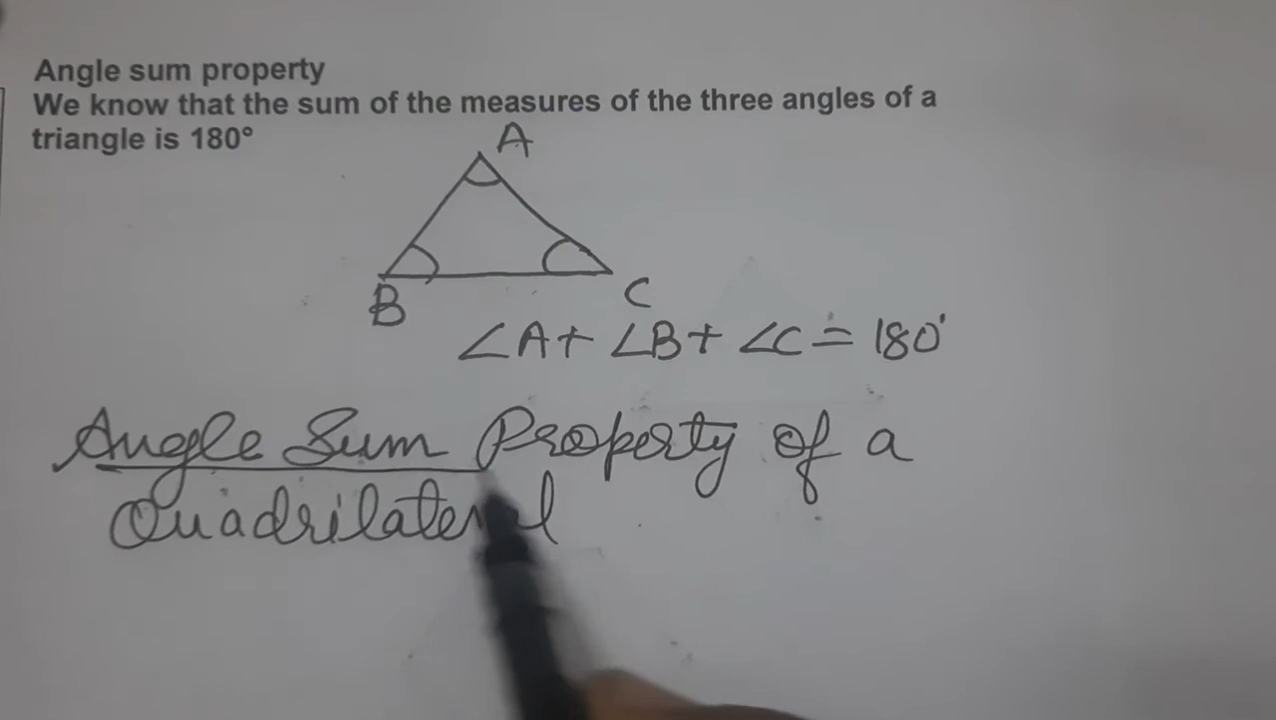 Angle sum property
We know that the sum of the measures of the three angles of a
triangle is 180°
A
B
C
∠A+ ∠B+ ∠C = 180°
Angle Sum Property of a
Quadrilateral